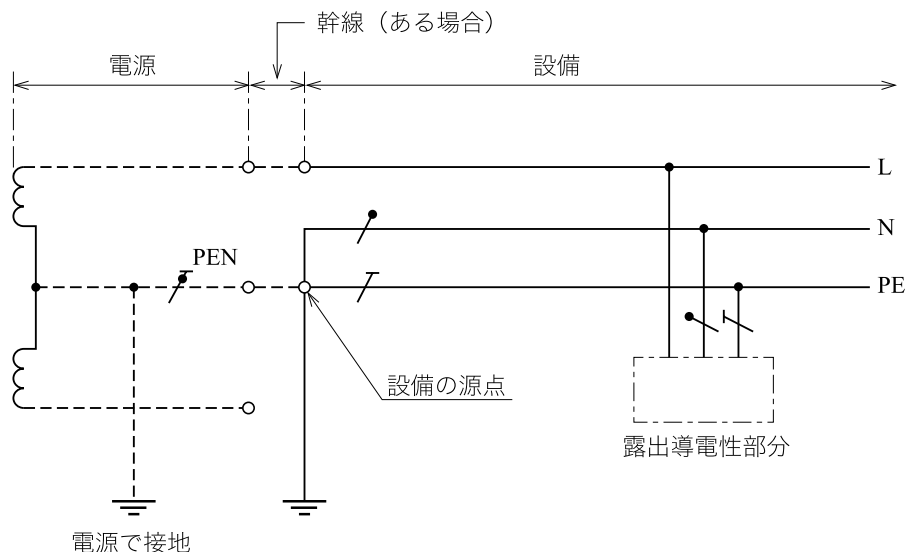 幹線（ある場合）
電源
設備
L
N
PEN
PE
設備の源点
露出導電性部分
電源で接地